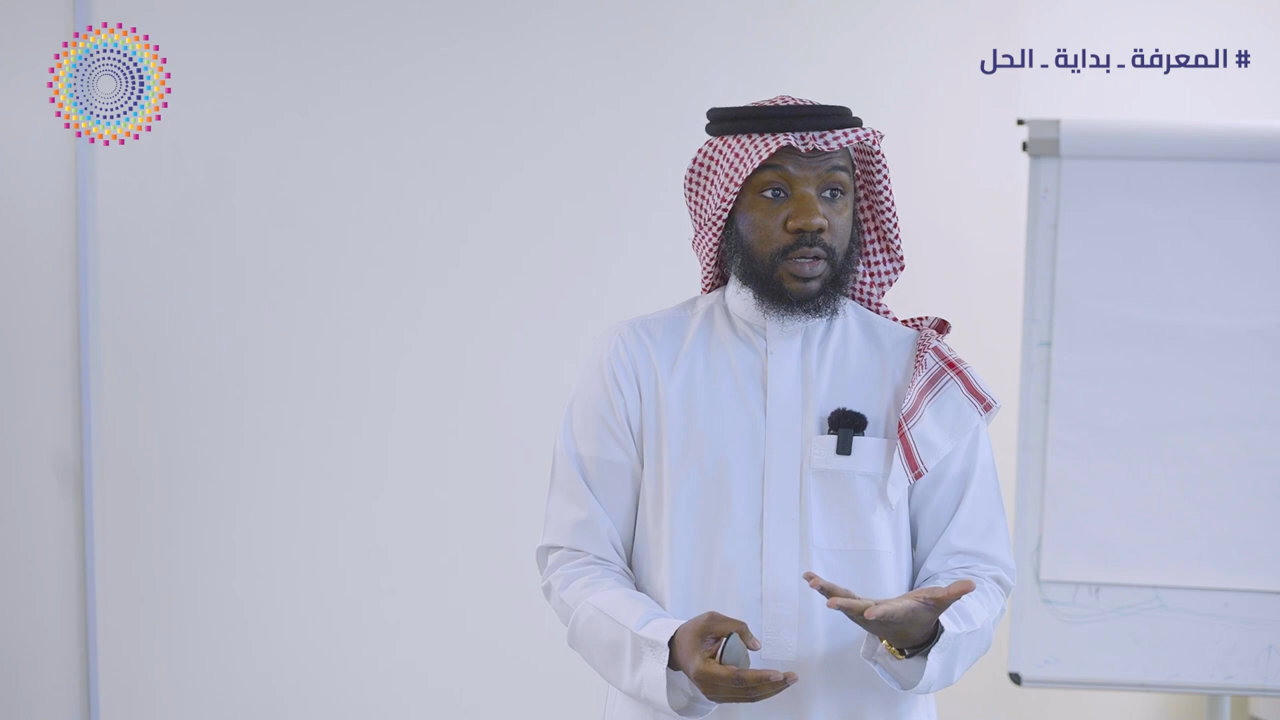 # المعرفة - بداية - الحل